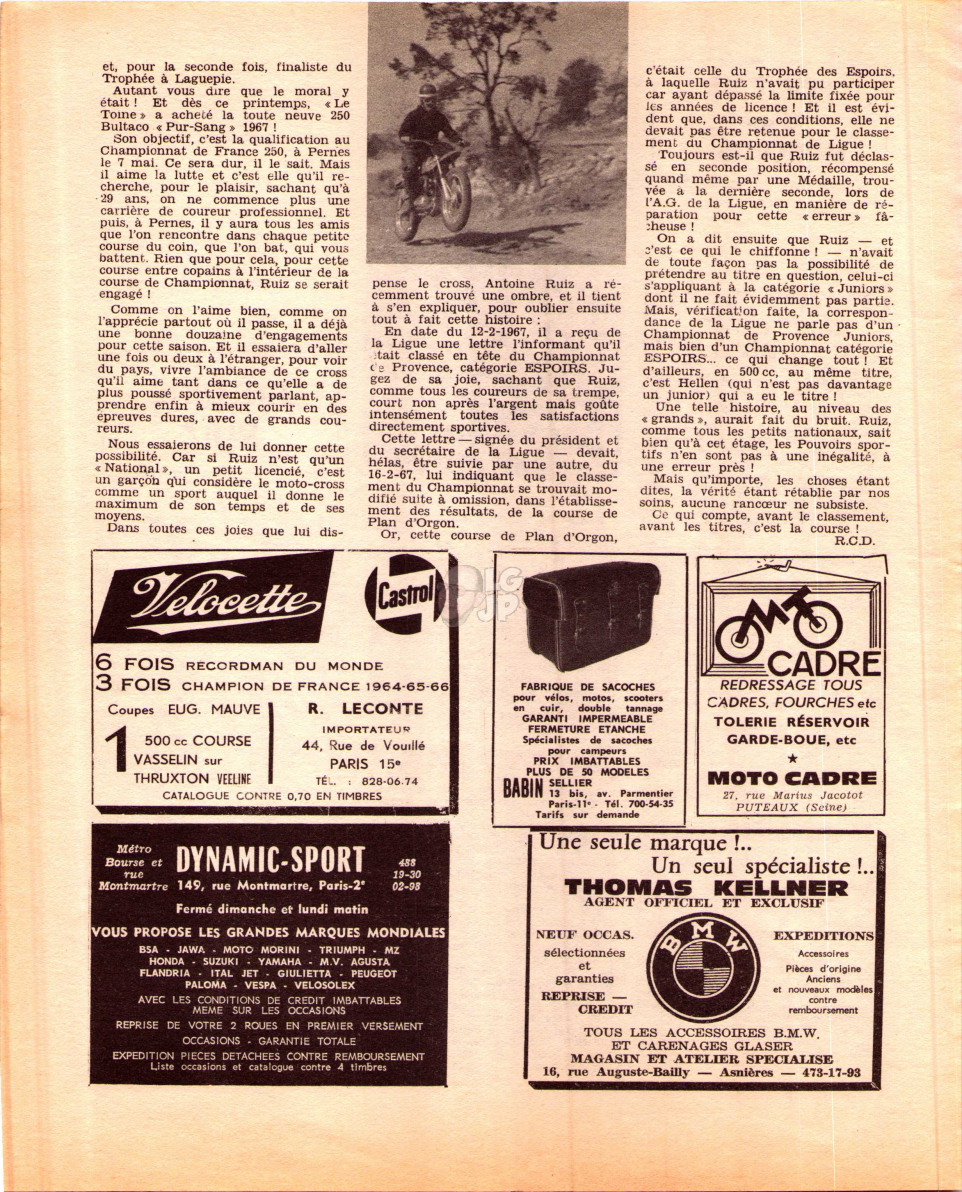 et, pour la seconde fois, finaliste du
Trophée à Laguepie.
Autant vous dire que le moral y
était ! Et dès ce printemps, « Le
Toine » a acheté la toute neuve 250
Bultaco « Pur-Sang » 1967 !
Son objectif, c'est la qualification au
Championnat de France 250, à Pernes
le 7 mai. Ce sera dur, il le sait. Mais
il aime la lutte et c'est elle qu'il re-
cherche, pour le plaisir, sachant qu'à
29 ans, on ne commence plus une
carrière de coureur professionnel. Et
puis, à Pernes, il y aura tous les amis
que l'on rencontre dans chaque petite
course du coin, que l'on bat, qui vous
battent. Rien que pour cela, pour cette
course entre copains à l'intérieur de la
course de Championnat, Ruiz se serait
engagé !
Comme on l'aime bien, comme on
l'apprécie partout où il passe, il a déjà
une bonne douzaine d'engagements
pour cette saison. Et il essaiera d'aller
une fois ou deux à l'étranger, pour voir
du pays, vivre l'ambiance de ce cross
qu'il aime tant dans ce qu'elle a de
plus poussé sportivement parlant, ap-
prendre enfin à mieux courir en des
épreuves dures, avec de grands cou-
reurs.
Nous essaierons de lui donner cette
possibilité. Car si Ruiz n'est qu'un
« National », un petit licencié, c'est
un garçon qui considère le moto-cross
comme un sport auquel il donne le
maximum de son temps et de ses
moyens.
Dans toutes ces joies que lui dis-
pense le cross, Antoine Ruiz a ré-
cemment trouvé une ombre, et il tient
à s'en expliquer, pour oublier ensuite
tout à fait cette histoire :
En date du 12-2-1967, il a reçu de
la Ligue une lettre l'informant qu'il
était classé en tête du Championnat
de Provence, catégorie ESPOIRS. Ju-
gez de sa joie, sachant que Ruiz,
comme tous les coureurs de sa trempe,
court non après l'argent mais goûte
intensément toutes les satisfactions
directement sportives.
Cette lettre — signée du président et
du secrétaire de la Ligue — devait,
hélas, être suivie par une autre, du
16-2-67, lui indiquant que le classe-
ment du Championnat se trouvait mo-
difié suite à omission, dans l'établisse-
ment des résultats, de la course de
Plan d'Orgon.
Or, cette course de Plan d'Orgon,
c'était celle du Trophée des Espoirs,
à laquelle Ruiz n'avait pu participer
car ayant dépassé la limite fixée pour
les années de licence ! Et il est évi-
dent que, dans ces conditions, elle ne
devait pas être retenue pour le classe-
ment du Championnat de Ligue !
Toujours est-il que Ruiz fut déclas-
sé en seconde position, récompensé
quand même par une Médaille, trou-
vée à la dernière seconde, lors de
l'A.G. de la Ligue, en manière de ré-
paration pour cette « erreur » fâ-
cheuse !
On a dit ensuite que Ruiz — et
c'est ce qui le chiffonne ! — n'avait
de toute façon pas la possibilité de
prétendre au titre en question, celui-ci
s'appliquant à la catégorie « Juniors »
dont il ne fait évidemment pas partie.
Mais, vérification faite, la correspon-
dance de la Ligue ne parle pas d'un
Championnat de Provence Juniors,
mais bien d'un Championnat catégorie
ESPOIRS... ce qui change tout ! Et
d'ailleurs, en 500 cc, au même titre,
c'est Hellen (qui n'est pas davantage
un junior) qui a eu le titre !
Une telle histoire, au niveau des
« grands », aurait fait du bruit. Ruiz,
comme tous les petits nationaux, sait
bien qu'à cet étage, les Pouvoirs spor-
tifs n'en sont pas à une inégalité, à
une erreur près !
Mais qu'importe, les choses étant
dites, la vérité étant rétablie par nos
soins, aucune rancœur ne subsiste.
Ce qui compte, avant le classement,
avant les titres, c'est la course !
R.C.D.
Velocette
Castrol
6 FOIS RECORDMAN DU MONDE
3 FOIS CHAMPION DE FRANCE 1964-65-66
Coupes EUG. MAUVE
1 500 cc COURSE
VASSELIN sur
THRUXTON VEELINE
R. LECONTE
IMPORTATEUR
44, Rue de Vouillé
PARIS 15e
TÉL. : 828-06.74
CATALOGUE CONTRE 0,70 EN TIMBRES
FABRIQUE DE SACOCHES
pour vélos, motos, scooters
en cuir, double tannage
GARANTI IMPERMEABLE
FERMETURE ETANCHE
Spécialistes de sacoches
pour campeurs
PRIX IMBATTABLES
PLUS DE 50 MODELES
BABIN SELLIER
13 bis, av. Parmentier
Paris-11e - Tél. 700-54-35
Tarifs sur demande
MOTO
CADRE
REDRESSAGE TOUS
CADRES, FOURCHES etc
TOLERIE RÉSERVOIR
GARDE-BOUE, etc
★
MOTO CADRE
27, rue Marius Jacotot
PUTEAUX (Seine)
Métro
Bourse et
rue
Montmartre
DYNAMIC-SPORT
149, rue Montmartre, Paris-2e
488
19-30
02-98
Fermé dimanche et lundi matin
VOUS PROPOSE LES GRANDES MARQUES MONDIALES
BSA - JAWA - MOTO MORINI - TRIUMPH - MZ
HONDA - SUZUKI - YAMAHA - M.V. AGUSTA
FLANDRIA - ITAL JET - GIULIETTA - PEUGEOT
PALOMA - VESPA - VELOSOLEX
AVEC LES CONDITIONS DE CREDIT IMBATTABLES
MEME SUR LES OCCASIONS
REPRISE DE VOTRE 2 ROUES EN PREMIER VERSEMENT
OCCASIONS - GARANTIE TOTALE
EXPEDITION PIECES DETACHEES CONTRE REMBOURSEMENT
Liste occasions et catalogue contre 4 timbres
Une seule marque !..
Un seul spécialiste !..
THOMAS KELLNER
AGENT OFFICIEL ET EXCLUSIF
NEUF OCCAS.
sélectionnées
et
garanties
REPRISE —
CREDIT
BMW
EXPEDITIONS
Accessoires
Pièces d'origine
Anciens
et nouveaux modèles
contre
remboursement
TOUS LES ACCESSOIRES B.M.W.
ET CARENAGES GLASER
MAGASIN ET ATELIER SPECIALISE
16, rue Auguste-Bailly — Asnières — 473-17-93